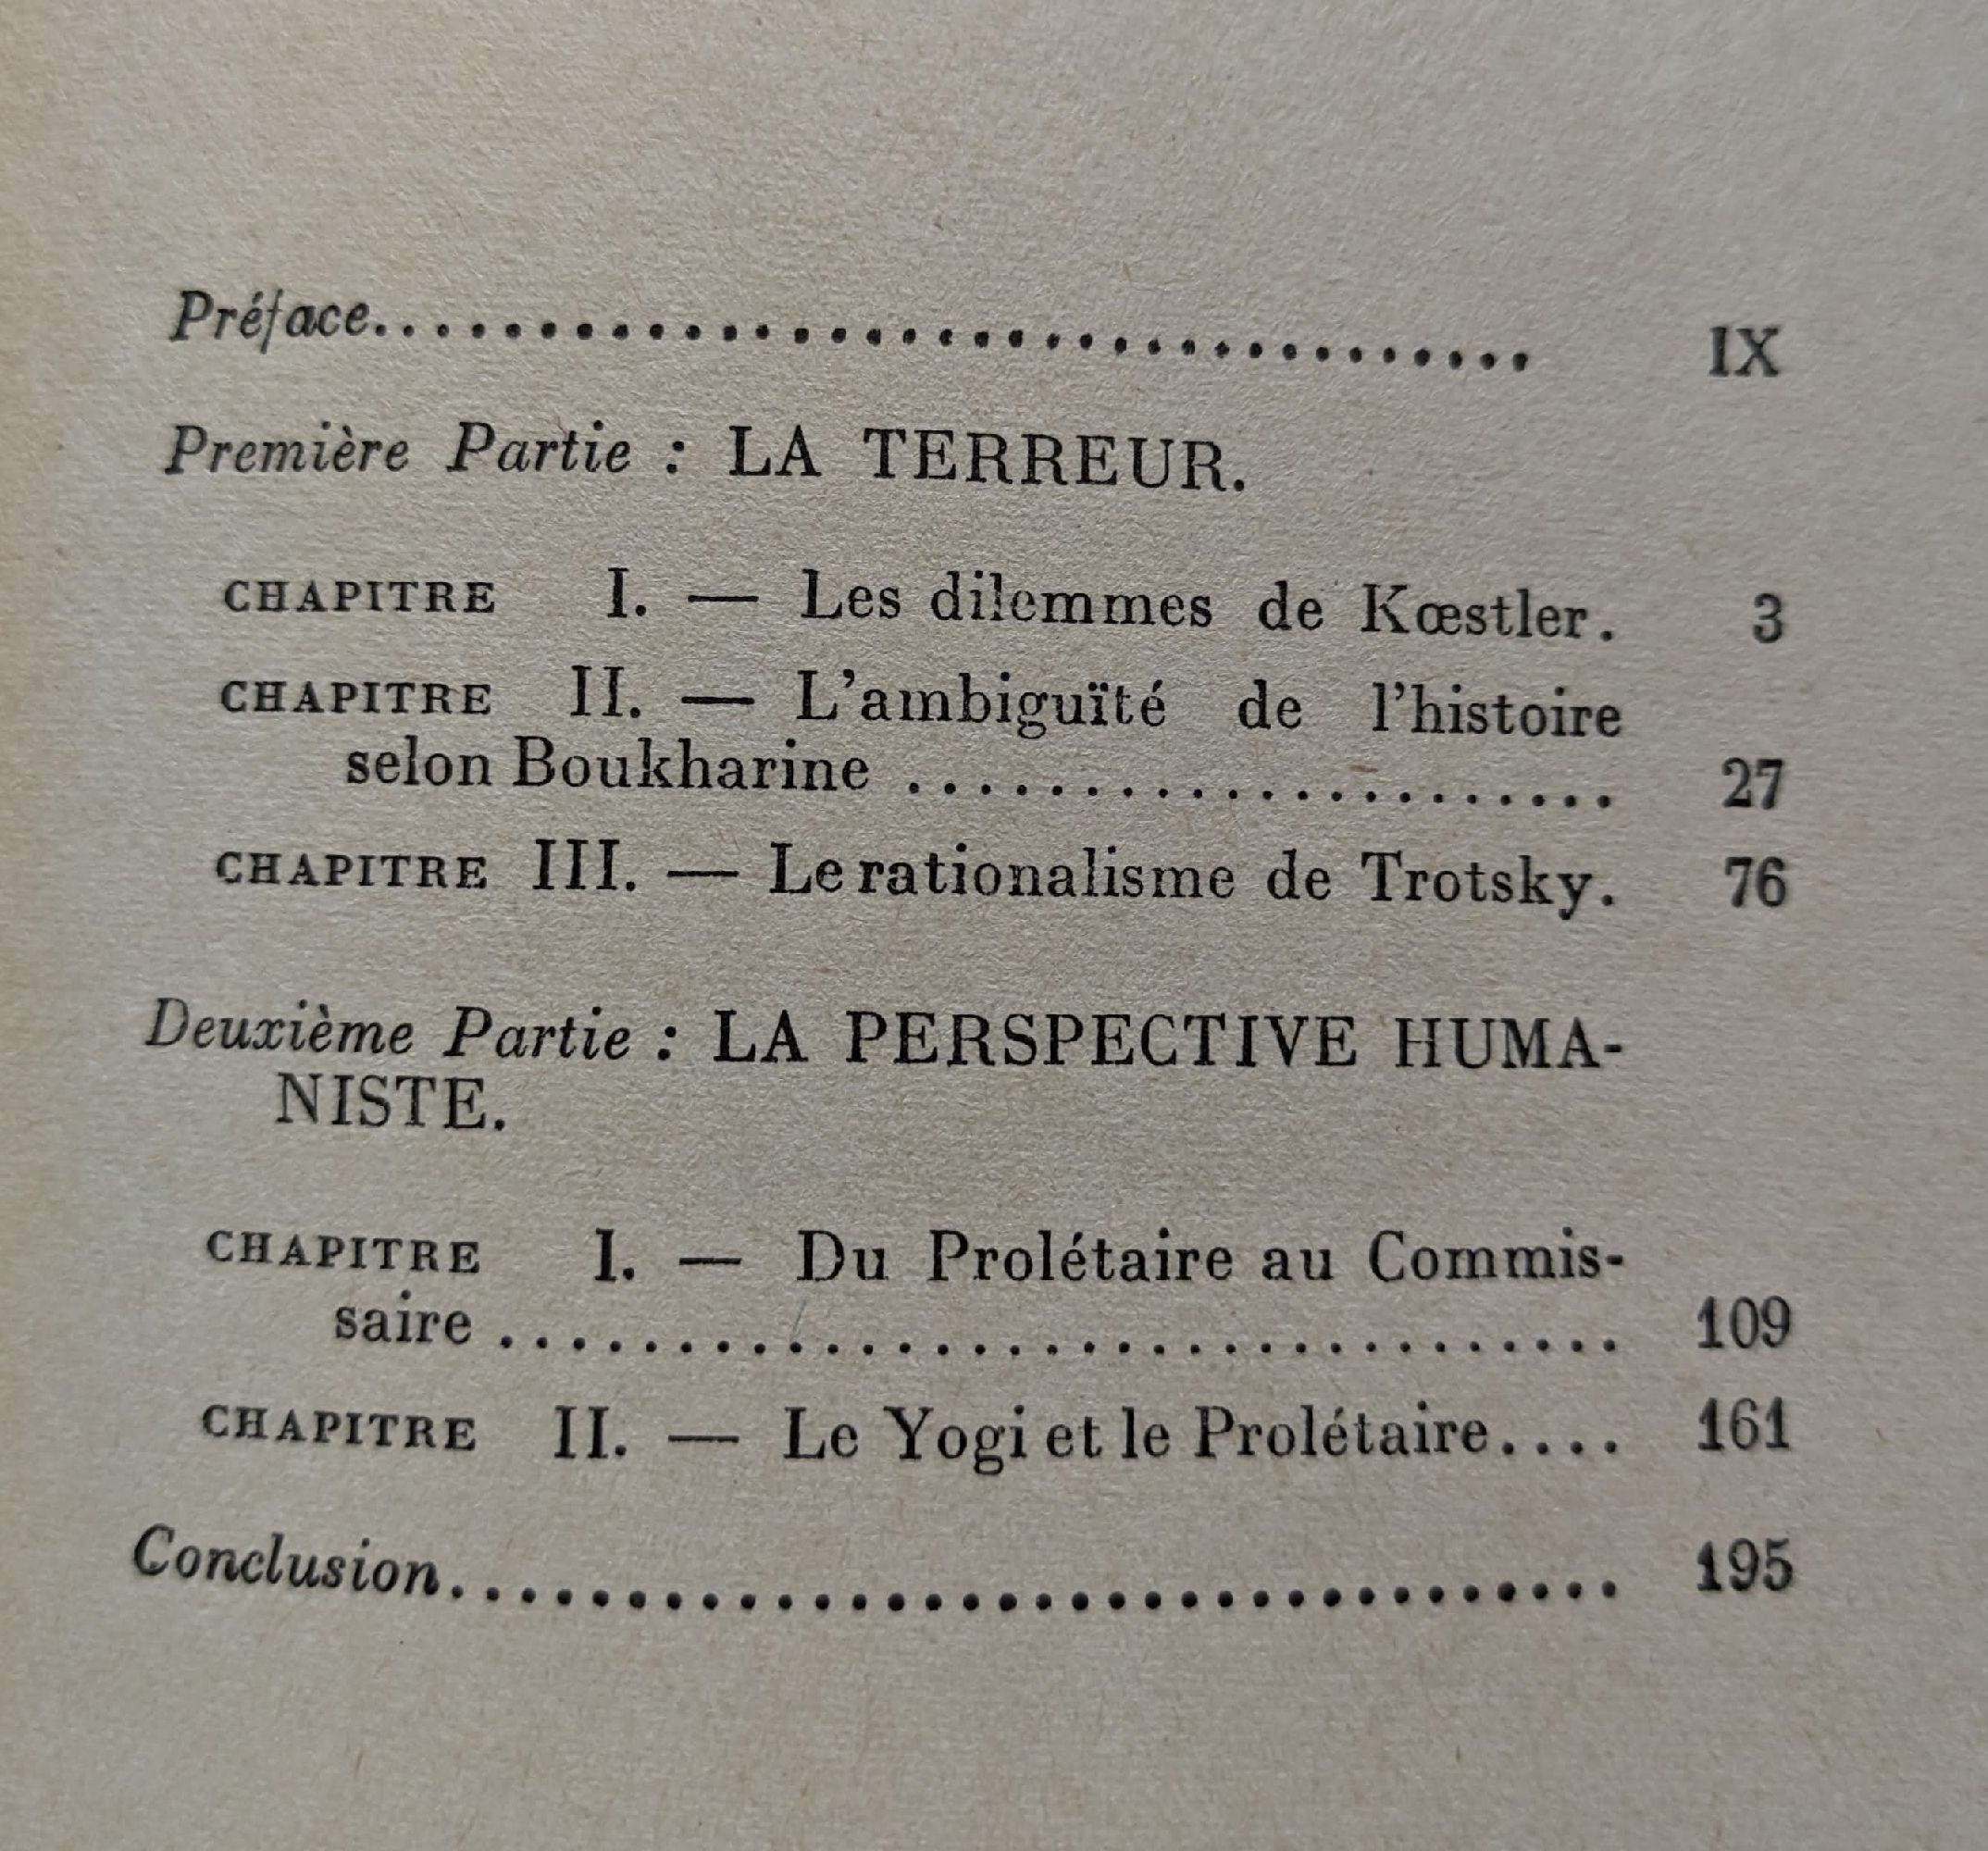 Préface................................. IX
Première Partie : LA TERREUR.
CHAPITRE I. — Les dilemmes de Kœstler. 3
CHAPITRE II. — L'ambiguïté de l'histoire
selon Boukharine .................... 27
CHAPITRE III. — Le rationalisme de Trotsky. 76
Deuxième Partie : LA PERSPECTIVE HUMA-
NISTE.
CHAPITRE I. — Du Prolétaire au Commis-
saire ............................... 109
CHAPITRE II. — Le Yogi et le Prolétaire.... 161
Conclusion................................. 195